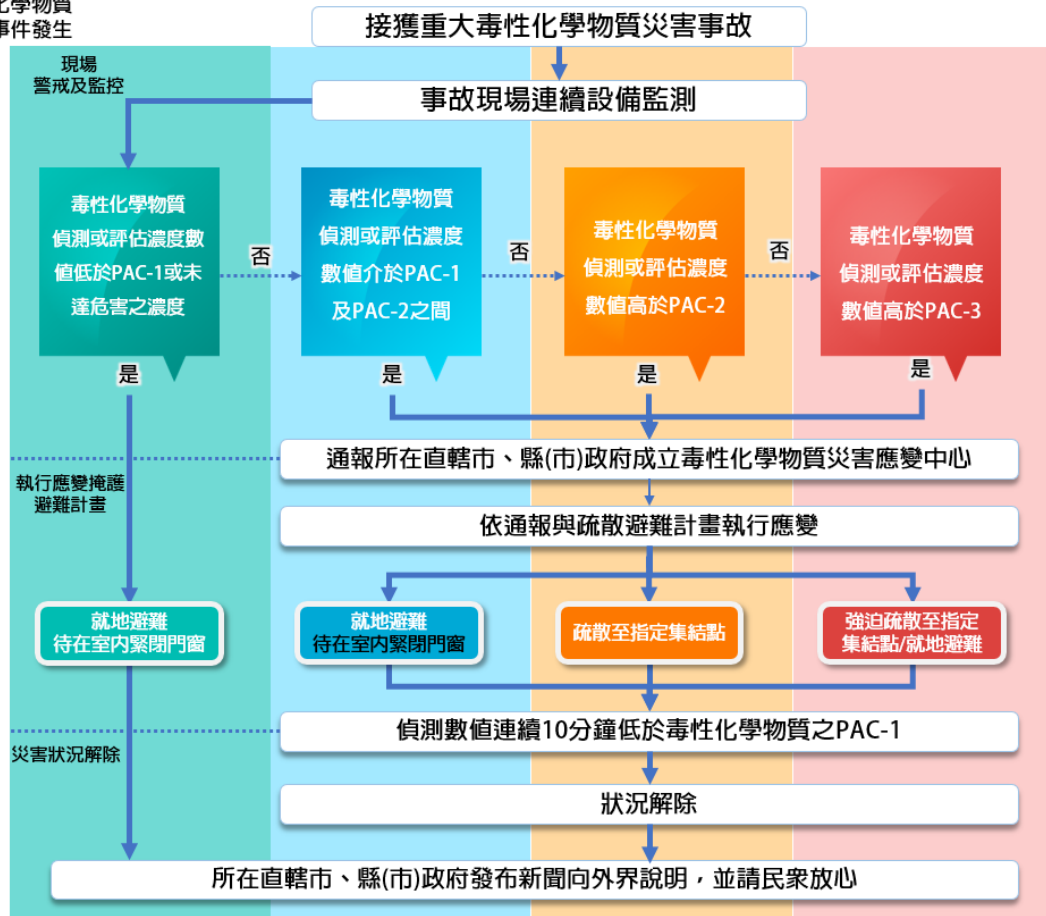 化學物質
事件發生
接獲重大毒性化學物質災害事故
現場
警戒及監控
事故現場連續設備監測
毒性化學物質
偵測或評估濃度數
值低於PAC-1或未
達危害之濃度
否
毒性化學物質
偵測或評估濃度
數值介於PAC-1
及PAC-2之間
否
毒性化學物質
偵測或評估濃度
數值高於PAC-2
否
毒性化學物質
偵測或評估濃度
數值高於PAC-3
是
是
是
是
通報所在直轄市、縣(市)政府成立毒性化學物質災害應變中心
執行應變掩護
避難計畫
依通報與疏散避難計畫執行應變
就地避難
待在室內緊閉門窗
就地避難
待在室內緊閉門窗
疏散至指定集結點
強迫疏散至指定
集結點/就地避難
偵測數值連續10分鐘低於毒性化學物質之PAC-1
災害狀況解除
狀況解除
所在直轄市、縣(市)政府發布新聞向外界說明，並請民眾放心